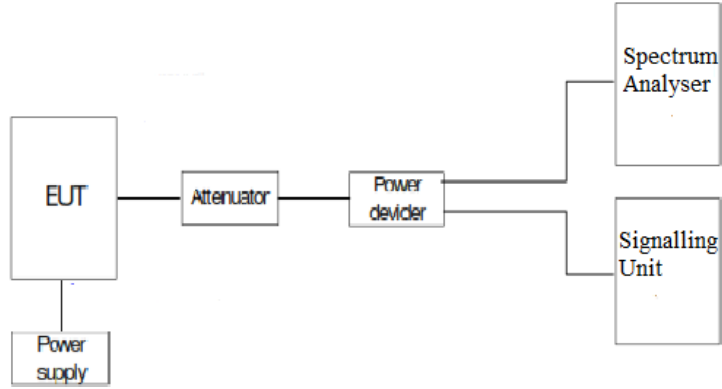 Spectrum
Analyser
EUT
Attenuator
Power
devider
Signalling
Unit
Power
supply